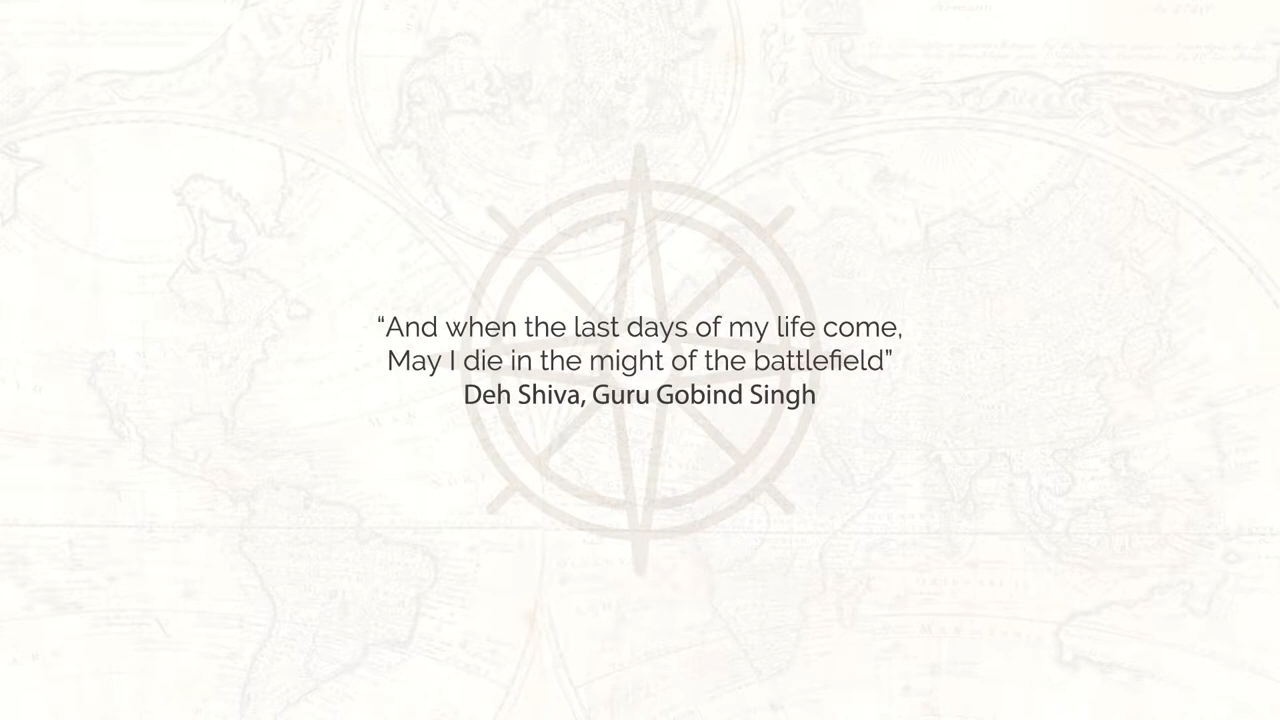 “And when the last days of my life come,
May I die in the might of the battlefield”
Deh Shiva, Guru Gobind Singh